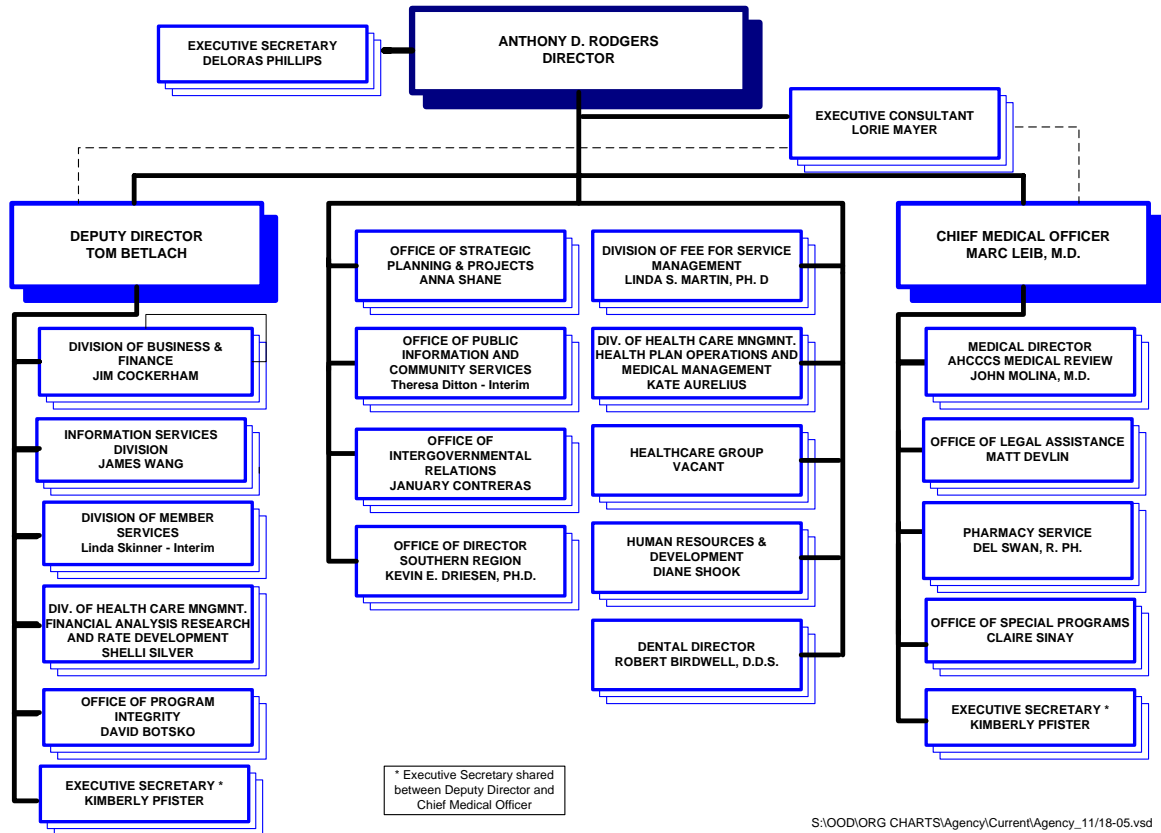 EXECUTIVE SECRETARY
DELORAS PHILLIPS
ANTHONY D. RODGERS
DIRECTOR
EXECUTIVE CONSULTANT
LORIE MAYER
DEPUTY DIRECTOR
TOM BETLACH
CHIEF MEDICAL OFFICER
MARC LEIB, M.D.
DIVISION OF BUSINESS &
FINANCE
JIM COCKERHAM
INFORMATION SERVICES
DIVISION
JAMES WANG
DIVISION OF MEMBER
SERVICES
Linda Skinner - Interim
DIV. OF HEALTH CARE MNGMNT.
FINANCIAL ANALYSIS RESEARCH
AND RATE DEVELOPMENT
SHELLI SILVER
OFFICE OF PROGRAM
INTEGRITY
DAVID BOTSKO
EXECUTIVE SECRETARY *
KIMBERLY PFISTER
OFFICE OF STRATEGIC
PLANNING & PROJECTS
ANNA SHANE
OFFICE OF PUBLIC
INFORMATION AND
COMMUNITY SERVICES
Theresa Ditton - Interim
OFFICE OF
INTERGOVERNMENTAL
RELATIONS
JANUARY CONTRERAS
OFFICE OF DIRECTOR
SOUTHERN REGION
KEVIN E. DRIESEN, PH.D.
DIVISION OF FEE FOR SERVICE
MANAGEMENT
LINDA S. MARTIN, PH. D
DIV. OF HEALTH CARE MNGMNT.
HEALTH PLAN OPERATIONS AND
MEDICAL MANAGEMENT
KATE AURELIUS
HEALTHCARE GROUP
VACANT
HUMAN RESOURCES &
DEVELOPMENT
DIANE SHOOK
DENTAL DIRECTOR
ROBERT BIRDWELL, D.D.S.
MEDICAL DIRECTOR
AHCCCS MEDICAL REVIEW
JOHN MOLINA, M.D.
OFFICE OF LEGAL ASSISTANCE
MATT DEVLIN
PHARMACY SERVICE
DEL SWAN, R. PH.
OFFICE OF SPECIAL PROGRAMS
CLAIRE SINAY
EXECUTIVE SECRETARY *
KIMBERLY PFISTER
* Executive Secretary shared
between Deputy Director and
Chief Medical Officer
S:\OOD\ORG CHARTS\Agency\Current\Agency_11/18-05.vsd